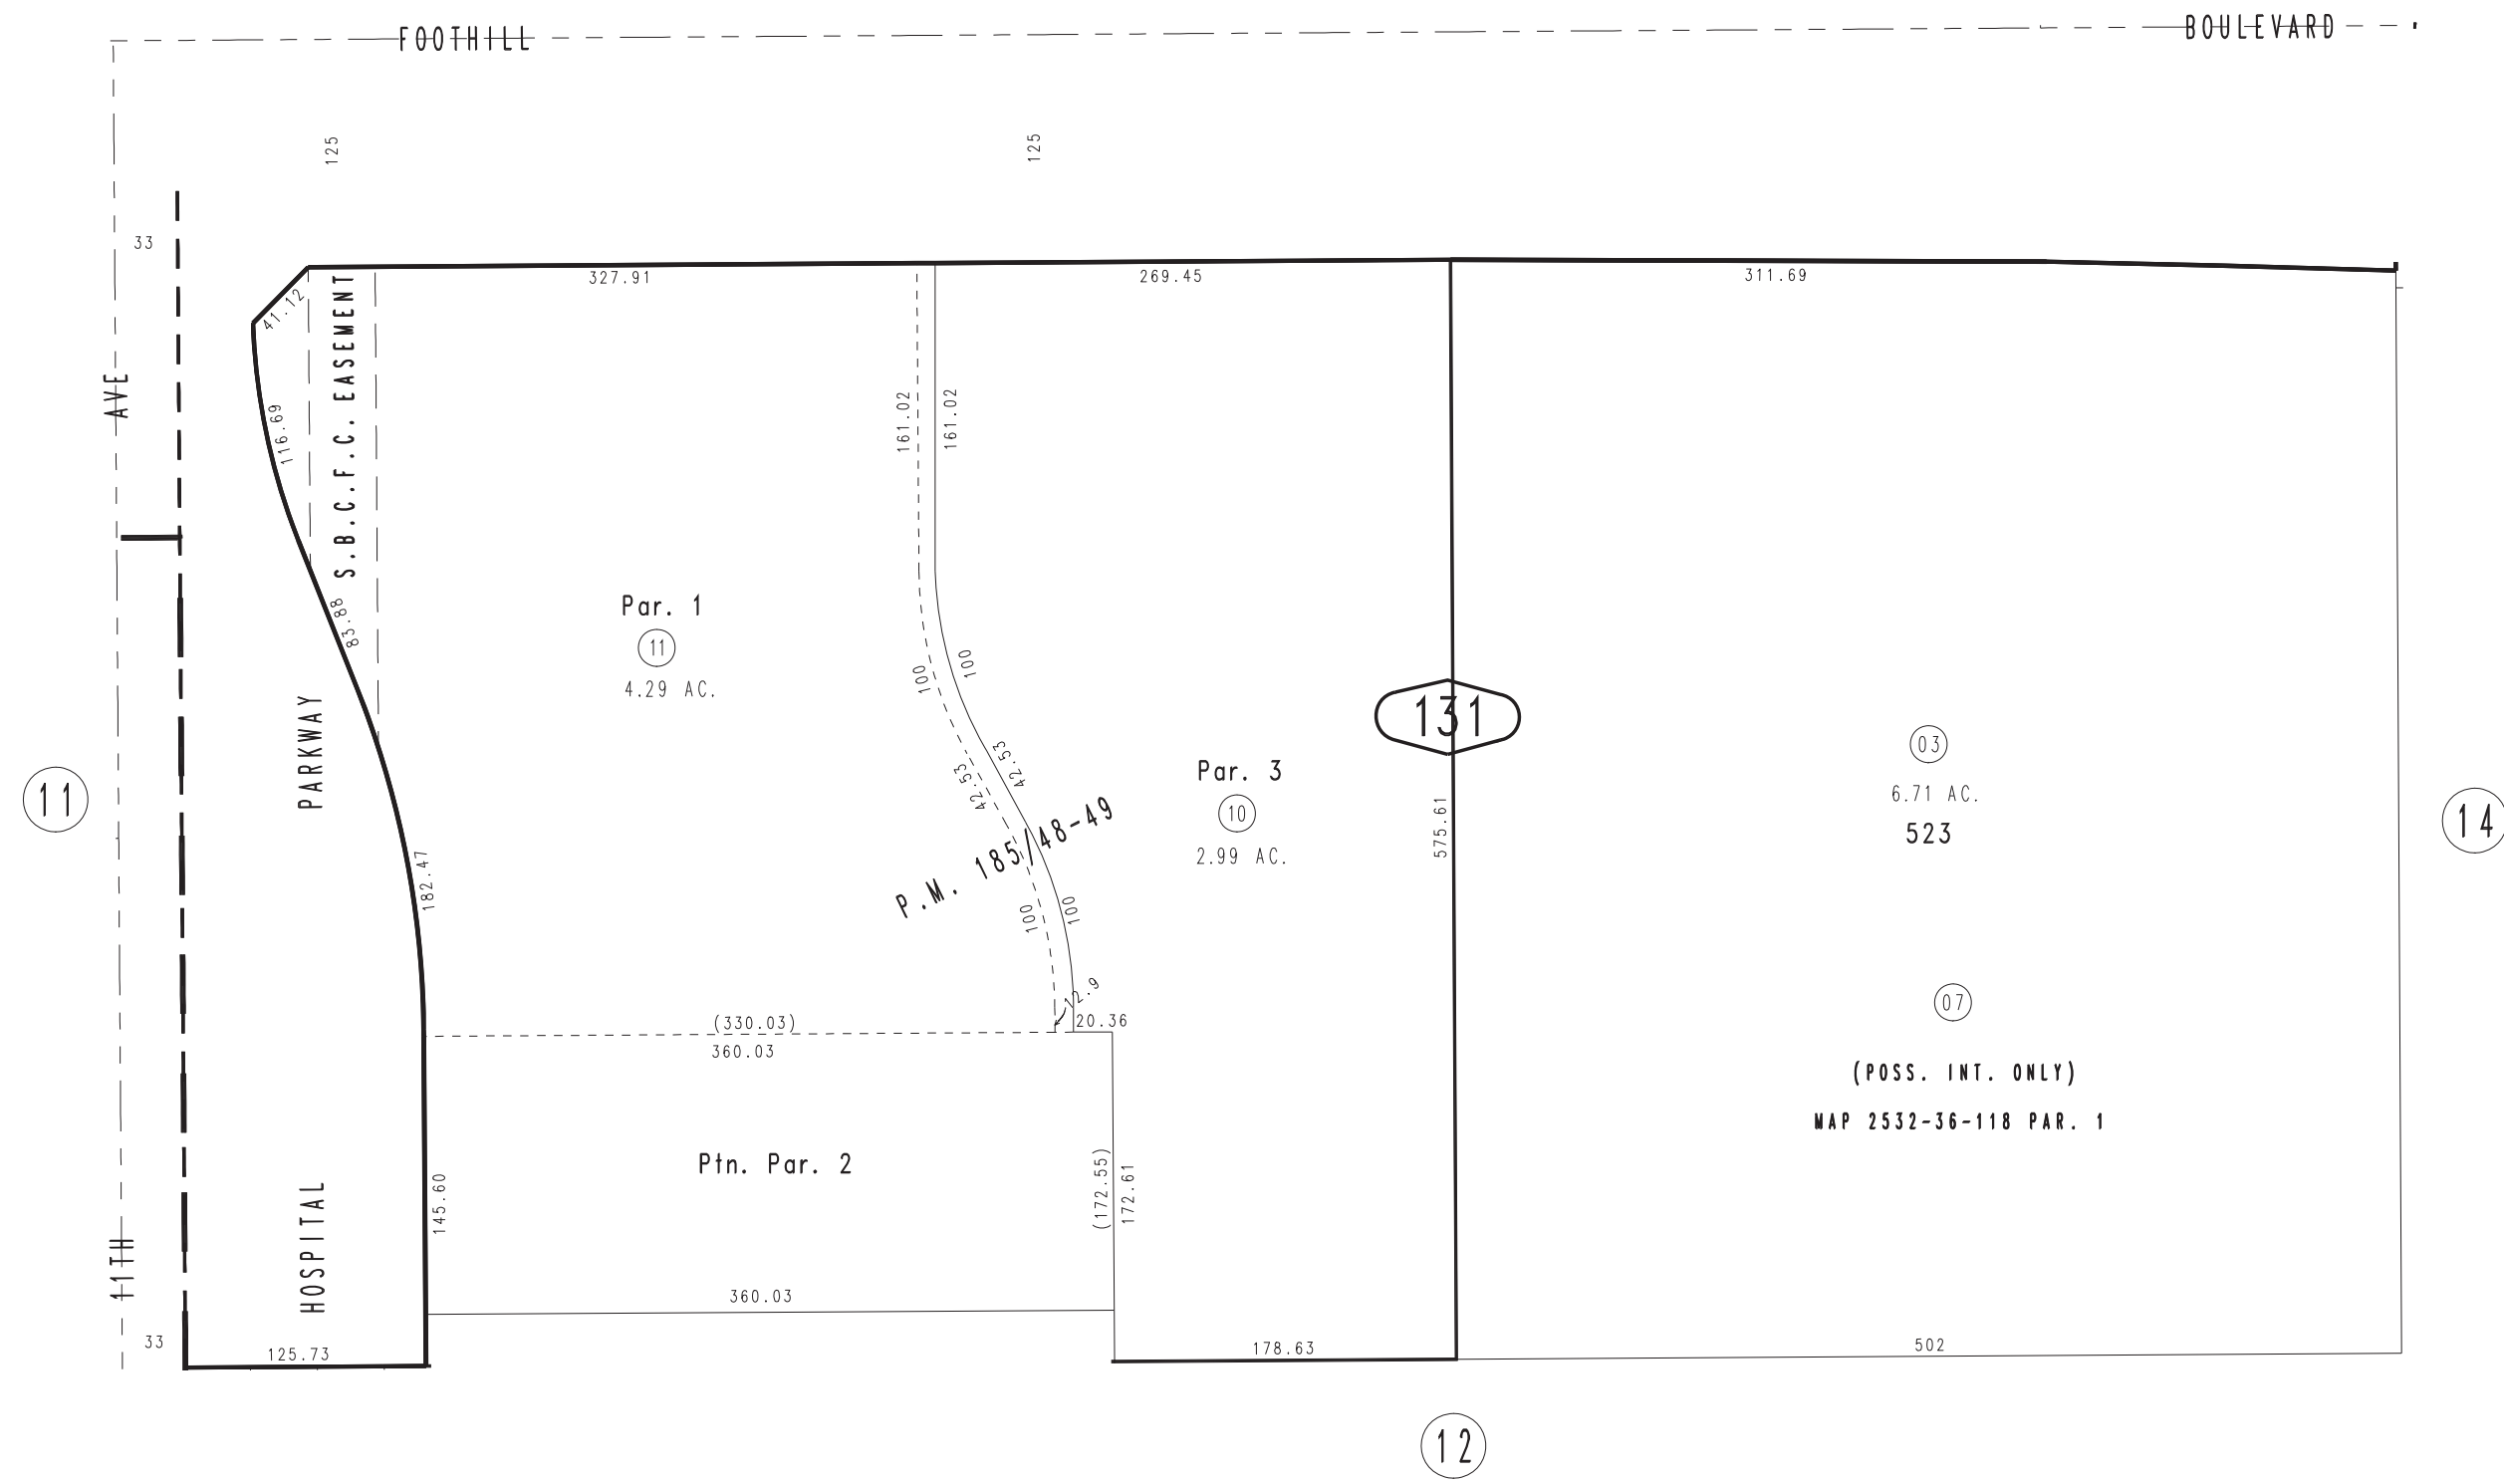 FOOTHILL BOULEVARD
125
125
33
327.91
269.45
311.69
41.12
S.B.C.F.C. EASEMENT
AVE
116.69
161.02
161.02
83.88
Par. 1
11
4.29 AC.
100
100
PARKWAY
131
42.53
42.53
Par. 3
10
2.99 AC.
575.61
03
6.71 AC.
523
11
14
P.M. 185/48-49
182.47
100
100
12.9
20.36
(330.03)
360.03
07
(POSS. INT. ONLY)
MAP 2532-36-118 PAR. 1
Ptn. Par. 2
145.60
(172.55)
172.61
HOSPITAL
11TH
360.03
33
125.73
178.63
502
12